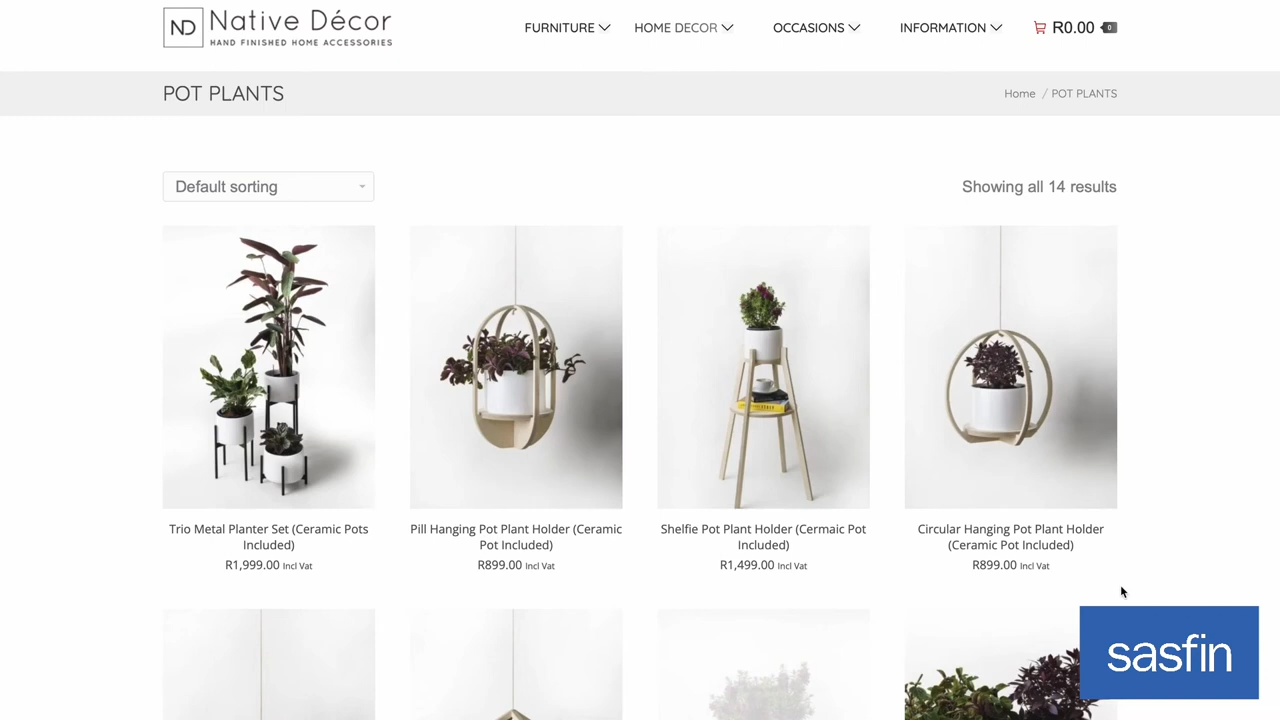 ND Native Décor
HAND FINISHED HOME ACCESSORIES
FURNITURE HOME DECOR OCCASIONS INFORMATION R0.00 0
POT PLANTS
Home / POT PLANTS
Default sorting
Showing all 14 results
Trio Metal Planter Set (Ceramic Pots
Included)
R1,999.00 Incl Vat
Pill Hanging Pot Plant Holder (Ceramic
Pot Included)
R899.00 Incl Vat
Shelfie Pot Plant Holder (Cermaic Pot
Included)
R1,499.00 Incl Vat
Circular Hanging Pot Plant Holder
(Ceramic Pot Included)
R899.00 Incl Vat
sasfin